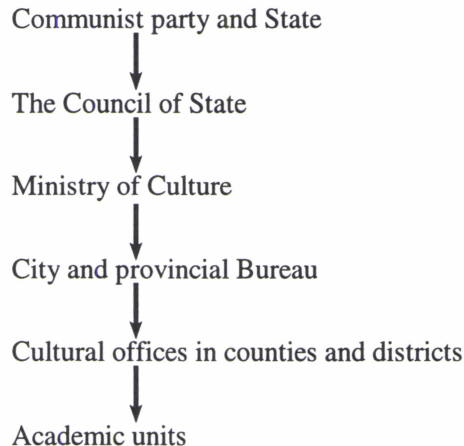 Communist party and State
The Council of State
Ministry of Culture
City and provincial Bureau
Cultural offices in counties and districts
Academic units